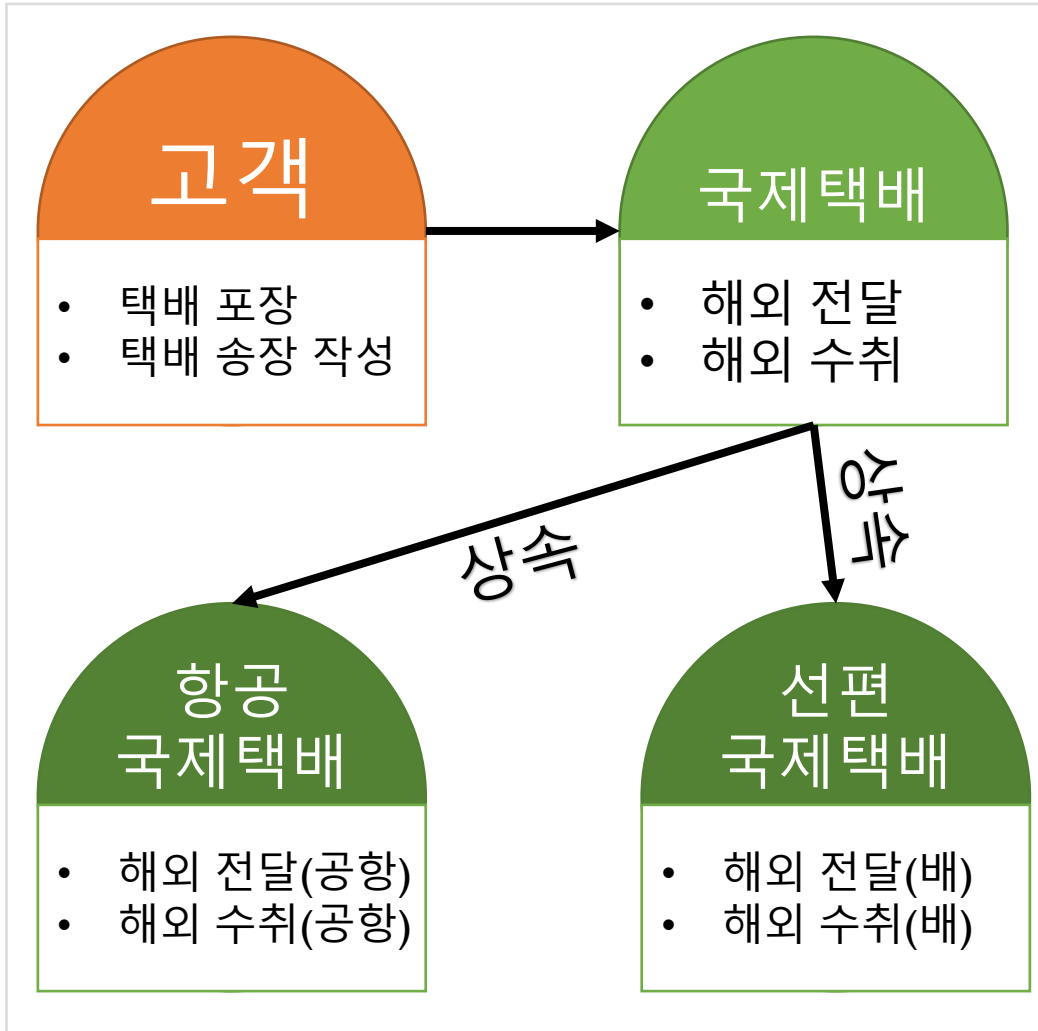 고객
국제택배
• 택배 포장
• 택배 송장 작성
• 해외 전달
• 해외 수취
상속
상속
항공
국제택배
선편
국제택배
• 해외 전달(공항)
• 해외 수취(공항)
• 해외 전달(배)
• 해외 수취(배)